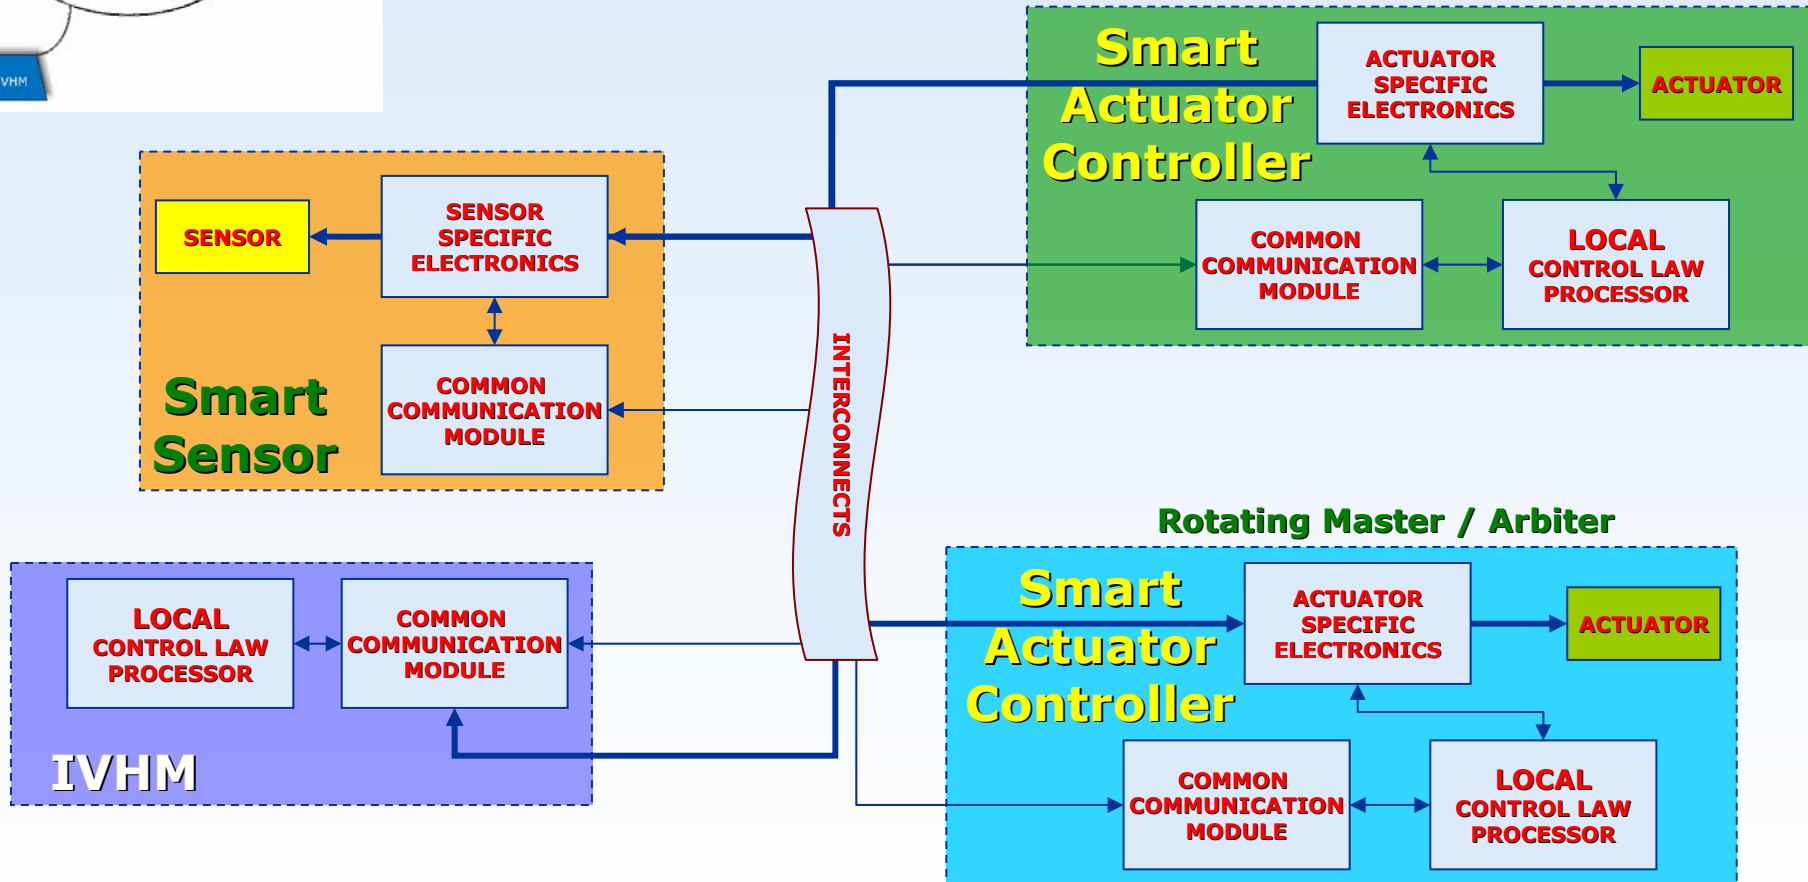 VHM
Smart
Actuator
Controller
ACTUATOR
SPECIFIC
ELECTRONICS
ACTUATOR
COMMON
COMMUNICATION
MODULE
LOCAL
CONTROL LAW
PROCESSOR
SENSOR
SENSOR
SPECIFIC
ELECTRONICS
COMMON
COMMUNICATION
MODULE
Smart
Sensor
INTERCONNECTS
LOCAL
CONTROL LAW
PROCESSOR
COMMON
COMMUNICATION
MODULE
IVHM
Rotating Master / Arbiter
Smart
Actuator
Controller
ACTUATOR
SPECIFIC
ELECTRONICS
ACTUATOR
COMMON
COMMUNICATION
MODULE
LOCAL
CONTROL LAW
PROCESSOR